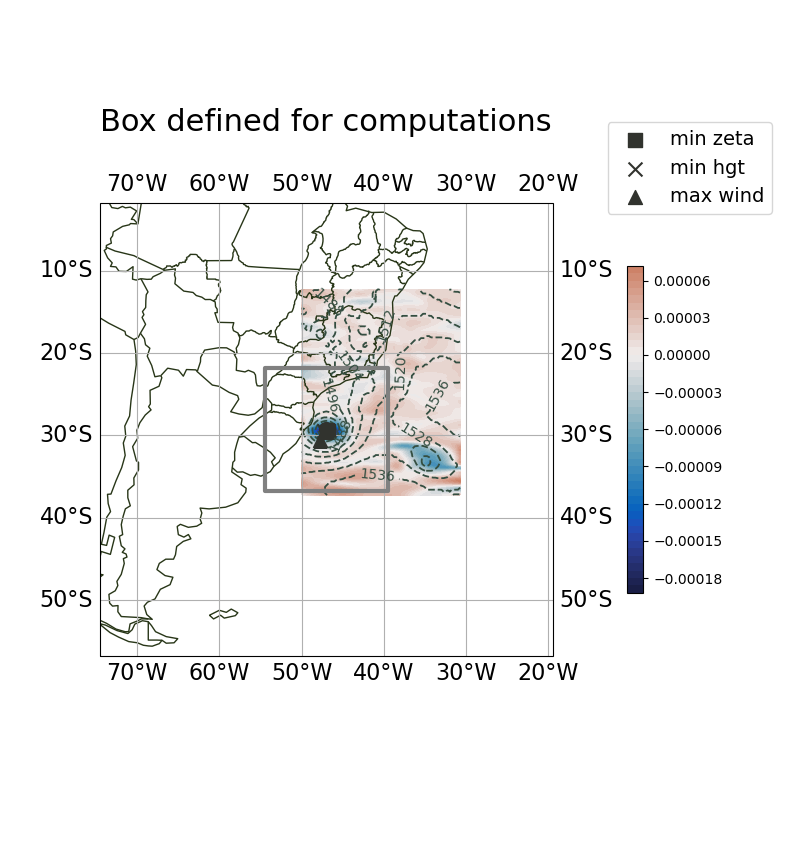 Box defined for computations
min zeta
min hgt
max wind
70°W 60°W 50°W 40°W 30°W 20°W
10°S 10°S
20°S 20°S
30°S 30°S
40°S 40°S
50°S 50°S
70°W 60°W 50°W 40°W 30°W 20°W
1520
1536
1528
1536
0.00006
0.00003
0.00000
−0.00003
−0.00006
−0.00009
−0.00012
−0.00015
−0.00018